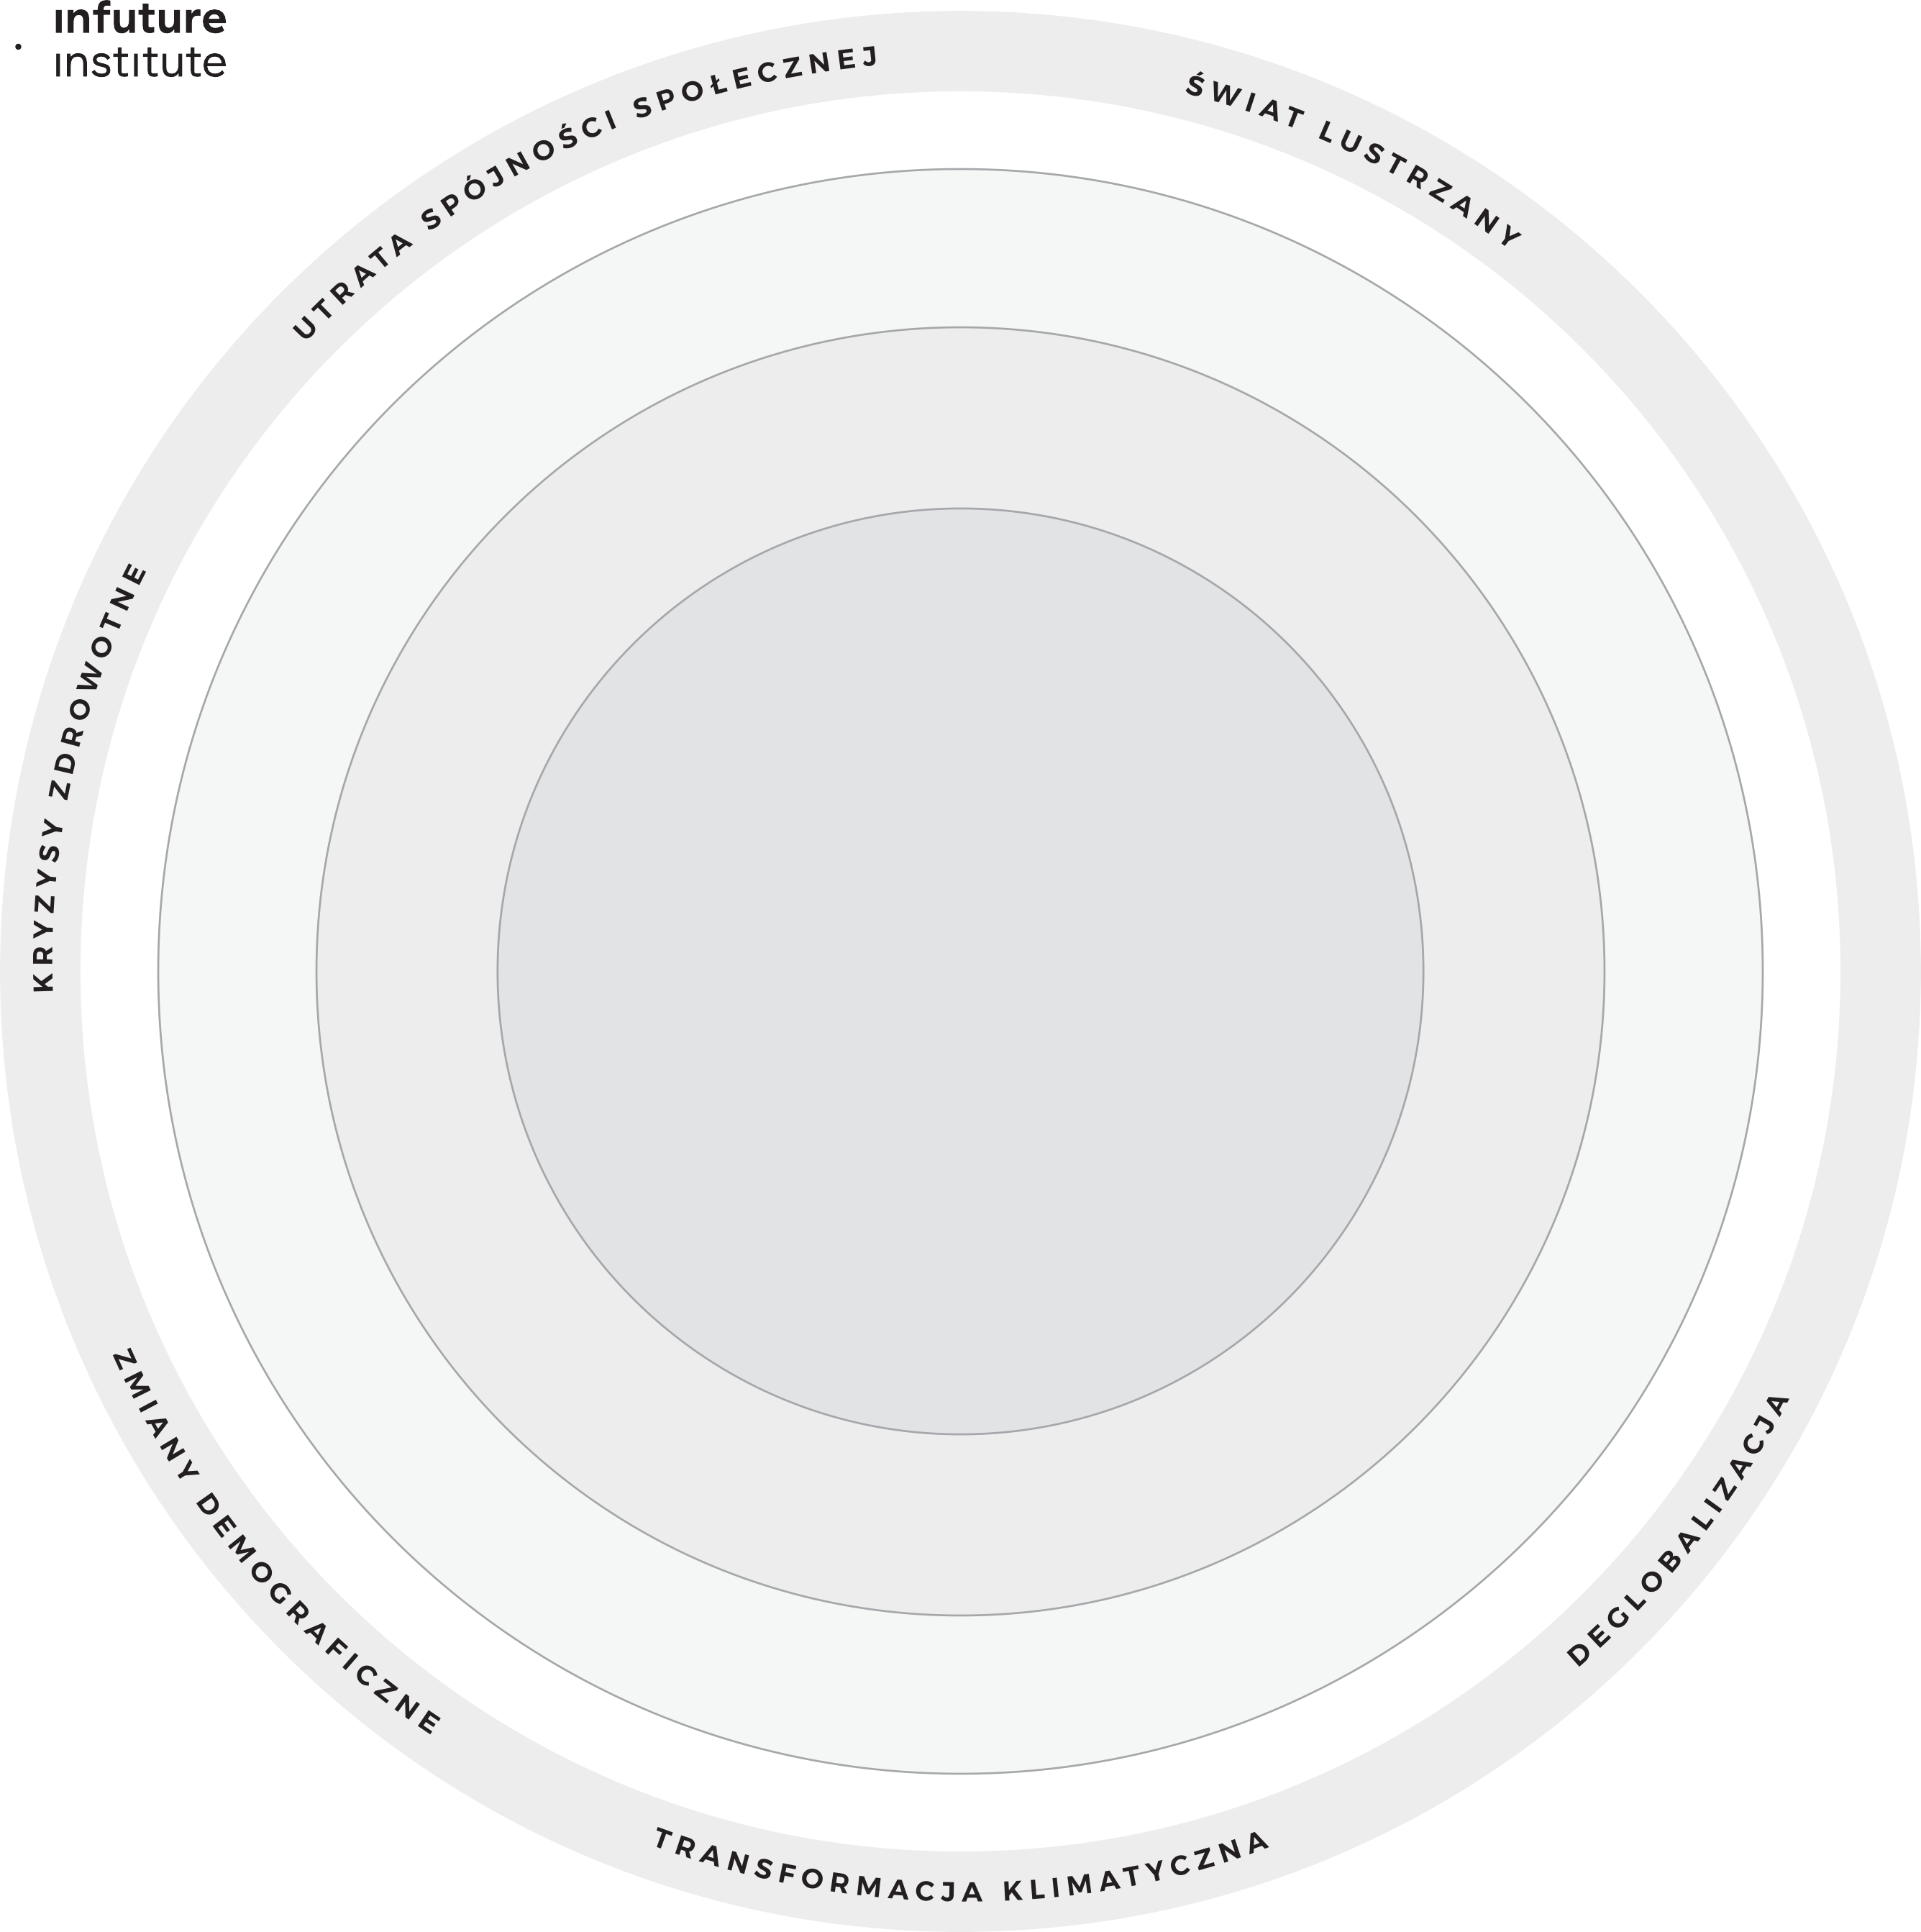 infuture
institute
UTRATA SPÓJNOŚCI SPOŁECZNEJ
ŚWIAT LUSTRZANY
KRYZYSY ZDROWOTNE
ZMIANY DEMOGRAFICZNE
DEGLOBALIZACJA
TRANSFORMACJA KLIMATYCZNA